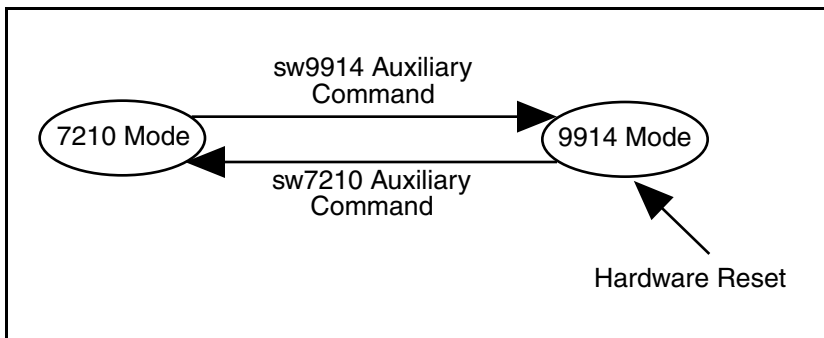 sw9914 Auxiliary
Command
7210 Mode
9914 Mode
sw7210 Auxiliary
Command
Hardware Reset